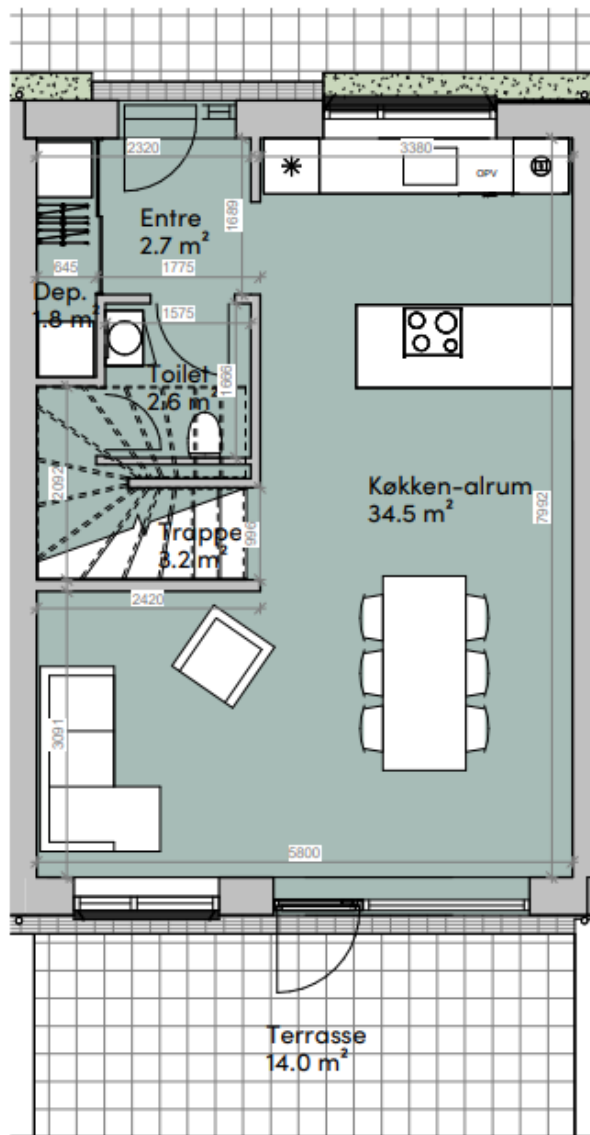 2320
3380
OPV
Entre
2.7 m²
1689
645
1775
Dep.
1.8 m²
1575
Toilet
2.6 m²
1666
2092
Køkken-alrum
34.5 m²
7992
Trappe
3.2 m²
996
2420
3091
5800
Terrasse
14.0 m²